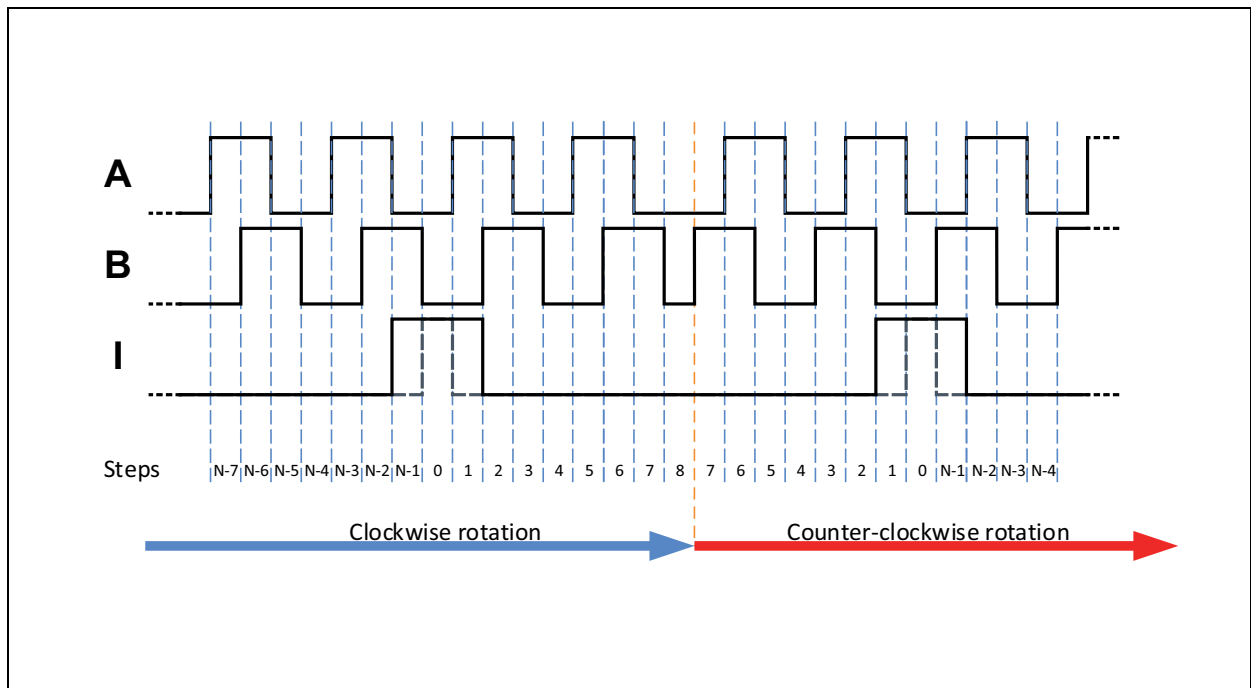 A
B
I
Steps N-7 N-6 N-5 N-4 N-3 N-2 N-1 0 1 2 3 4 5 6 7 8 7 6 5 4 3 2 1 0 N-1 N-2 N-3 N-4
Clockwise rotation Counter-clockwise rotation